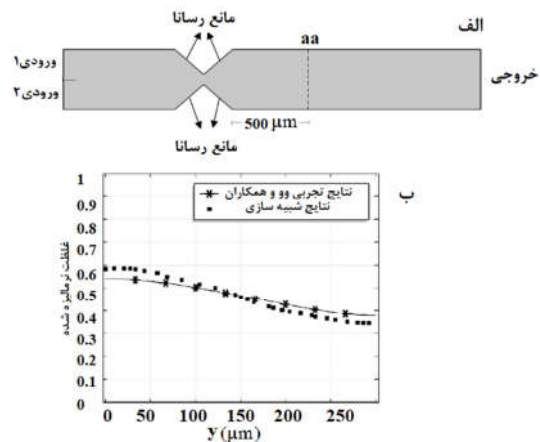 مانع رسانا
الف
aa
ورودی۱
ورودی۲
خروجی
500 μm
مانع رسانا
ب
نتایج تجربی وو و همکاران
نتایج شبیه سازی
غلظت نرمالیزه شده
1
0.9
0.8
0.7
0.6
0.5
0.4
0.3
0.2
0.1
0
0 50 100 150 200 250
y (μm)